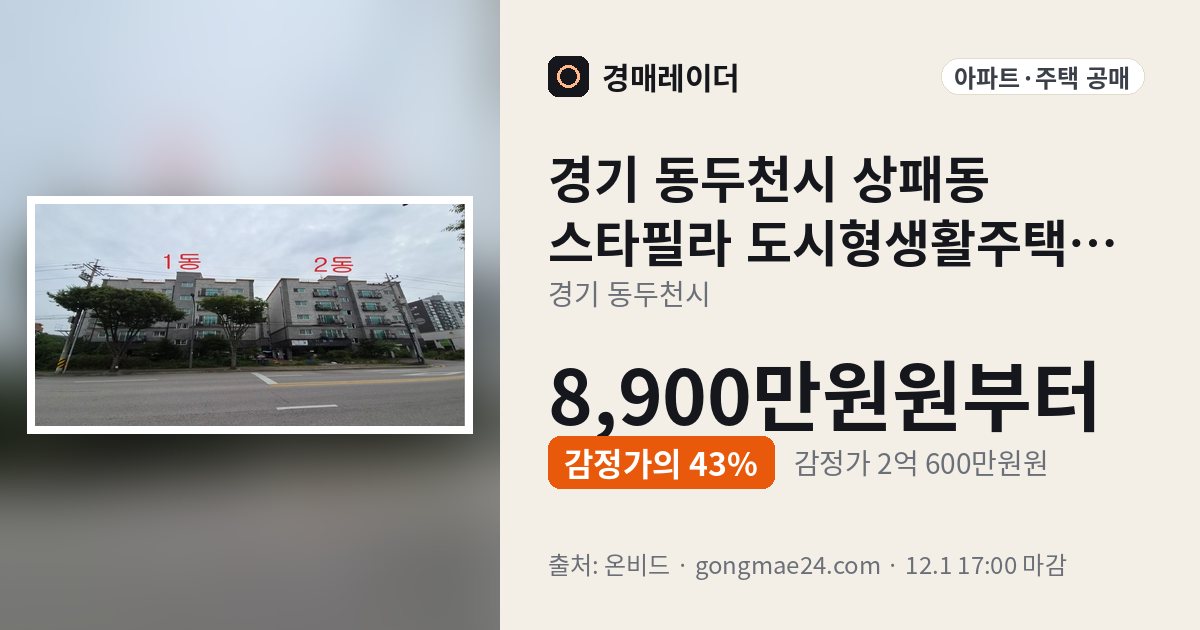 경매레이더
아파트·주택 공매
경기 동두천시 상패동
스타필라 도시형생활주택…
경기 동두천시
1동
2동
8,900만원원부터
감정가의 43%
감정가 2억 600만원원
출처: 온비드 · gongmae24.com · 12.1 17:00 마감